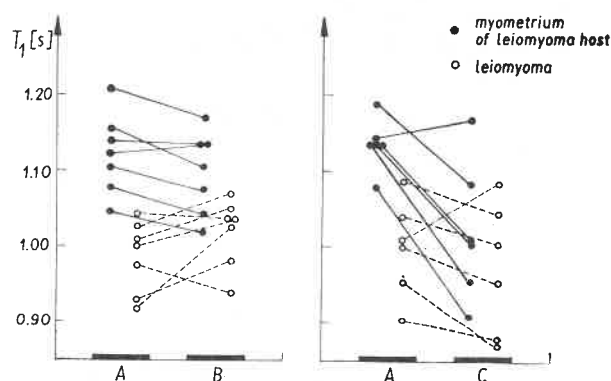 T₁ [s]
1.20
1.10
1.00
0.90
A B
myometrium
of leiomyoma host
leiomyoma
A C